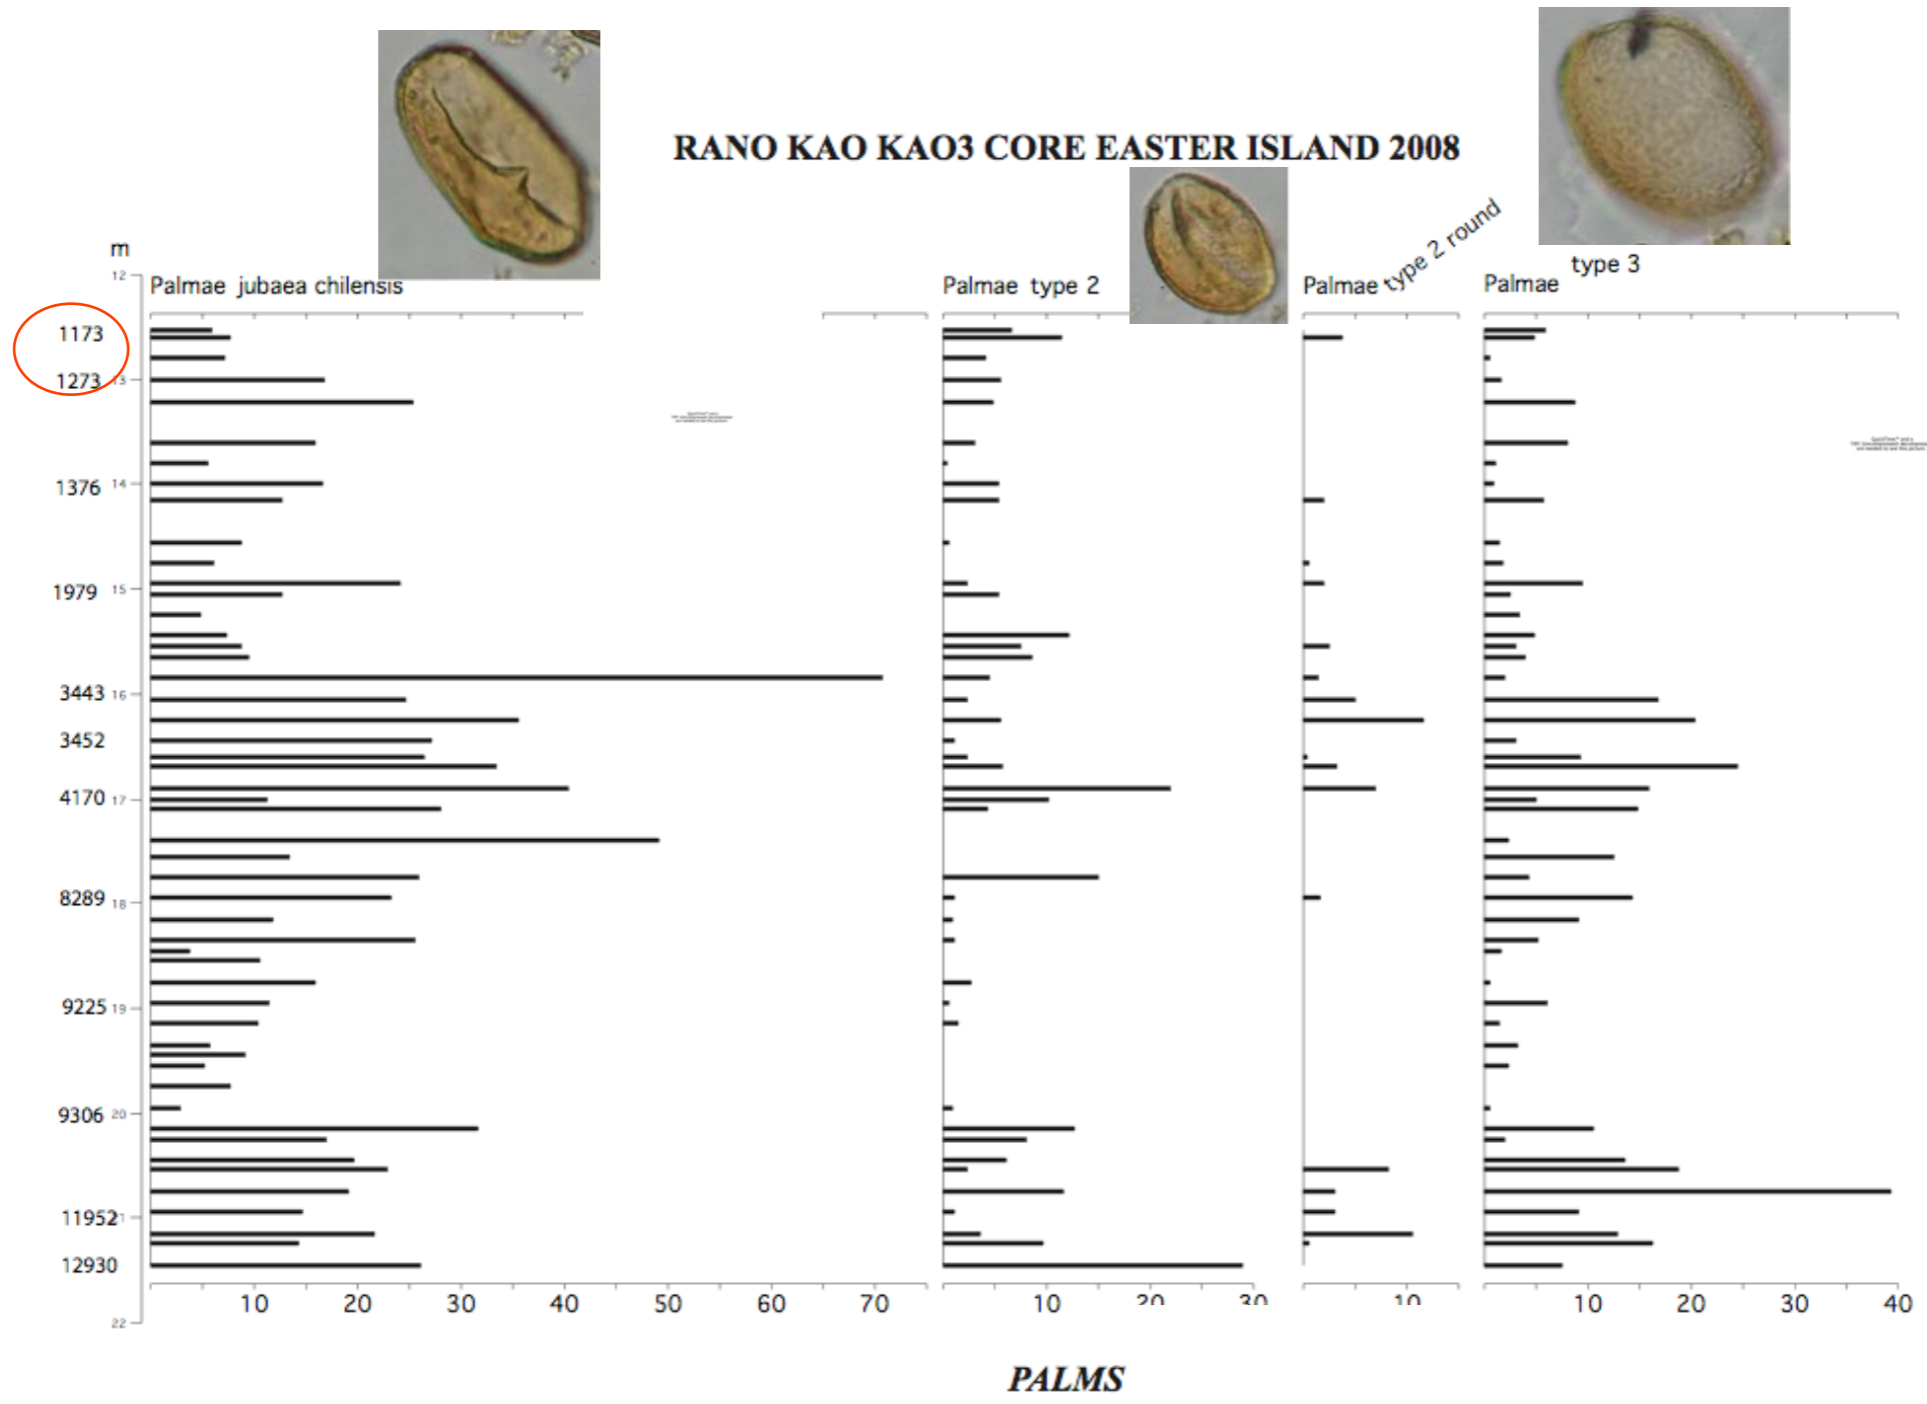 RANO KAO KAO3 CORE EASTER ISLAND 2008
m
Palmae jubaea chilensis
Palmae type 2
Palmae type 2 round
Palmae type 3
12
1173
1273 13
1376 14
1979 15
3443 16
3452
4170 17
8289 18
9225 19
9306 20
11952 21
12930
22
10 20 30 40 50 60 70
10 20 30
10
10 20 30 40
PALMS